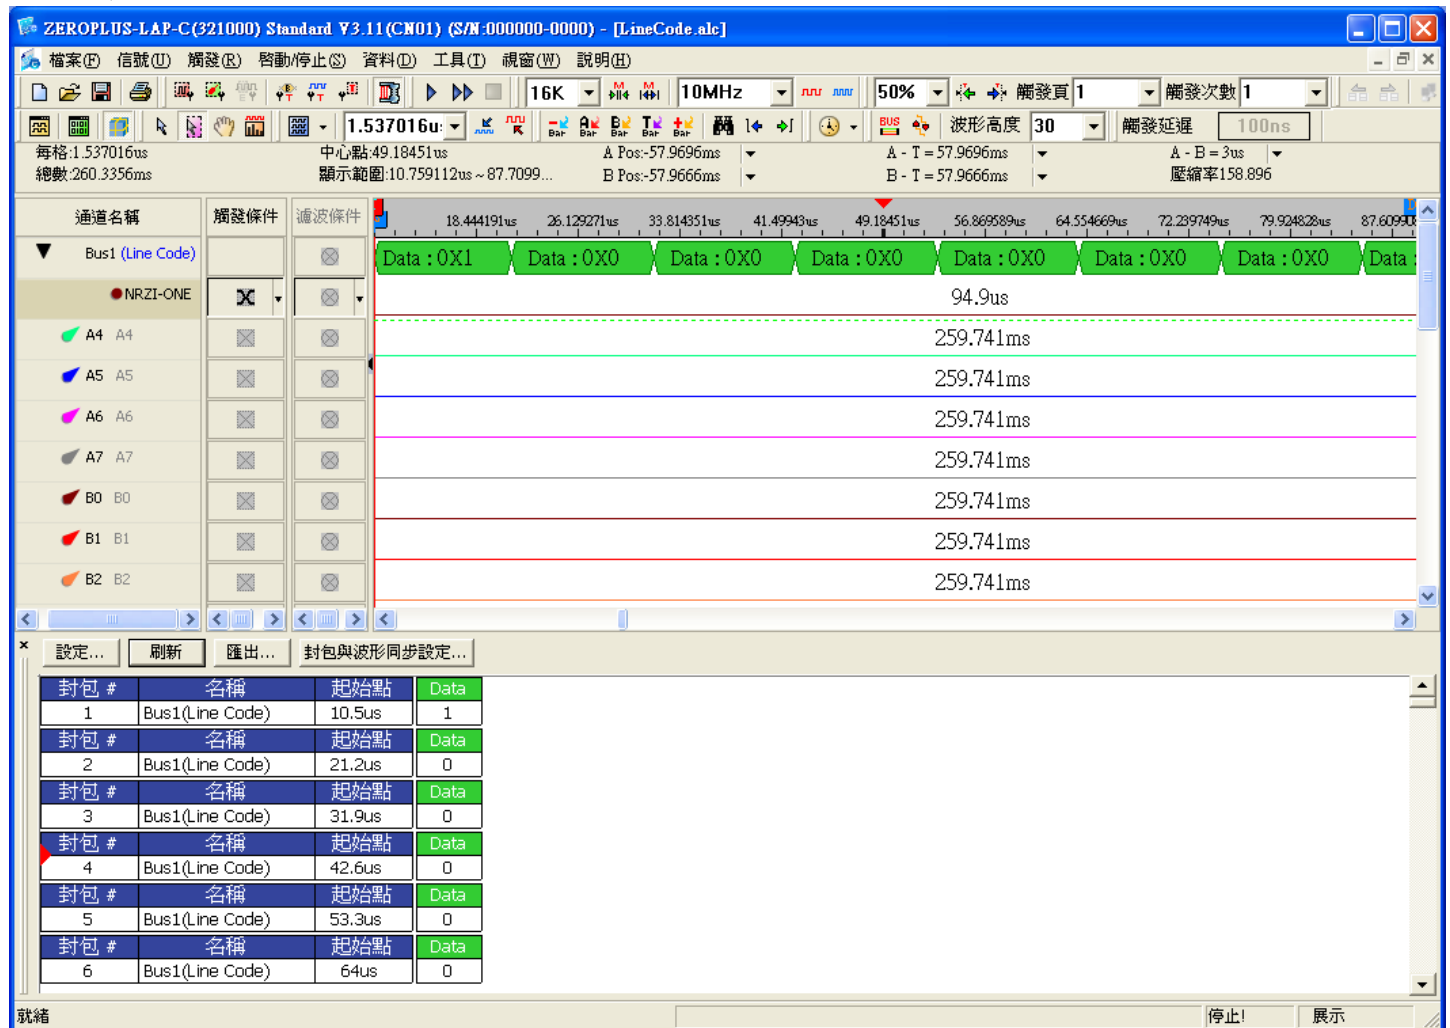 ZEROPLUS-LAP-C(321000) Standard V3.11(CN01) (S/N:000000-0000) - [LineCode.alc]
檔案(F) 信號(U) 觸發(R) 啓動/停止(S) 資料(D) 工具(T) 視窗(W) 說明(H)
16K 10MHz 50% 觸發頁 1 觸發次數 1
1.537016u: Bar Bar Bar Bar Bar BUS 波形高度 30 觸發延遲 100ns
每格:1.537016us 中心點:49.18451us A Pos:-57.9696ms A - T = 57.9696ms A - B = 3us
總數:260.3356ms 顯示範圍:10.759112us ~ 87.7099... B Pos:-57.9666ms B - T = 57.9666ms 壓縮率158.896
通道名稱 觸發條件 濾波條件 18.444191us 26.129271us 33.814351us 41.49943us 49.18451us 56.869589us 64.554669us 72.239749us 79.924828us 87.609908
Bus1 (Line Code) Data : 0X1 Data : 0X0 Data : 0X0 Data : 0X0 Data : 0X0 Data : 0X0 Data : 0X0 Data :
NRZI-ONE 94.9us
A4 A4 259.741ms
A5 A5 259.741ms
A6 A6 259.741ms
A7 A7 259.741ms
B0 B0 259.741ms
B1 B1 259.741ms
B2 B2 259.741ms
設定... 刷新 匯出... 封包與波形同步設定...
封包 # 名稱 起始點 Data
1 Bus1(Line Code) 10.5us 1
封包 # 名稱 起始點 Data
2 Bus1(Line Code) 21.2us 0
封包 # 名稱 起始點 Data
3 Bus1(Line Code) 31.9us 0
封包 # 名稱 起始點 Data
4 Bus1(Line Code) 42.6us 0
封包 # 名稱 起始點 Data
5 Bus1(Line Code) 53.3us 0
封包 # 名稱 起始點 Data
6 Bus1(Line Code) 64us 0
就緒 停止! 展示